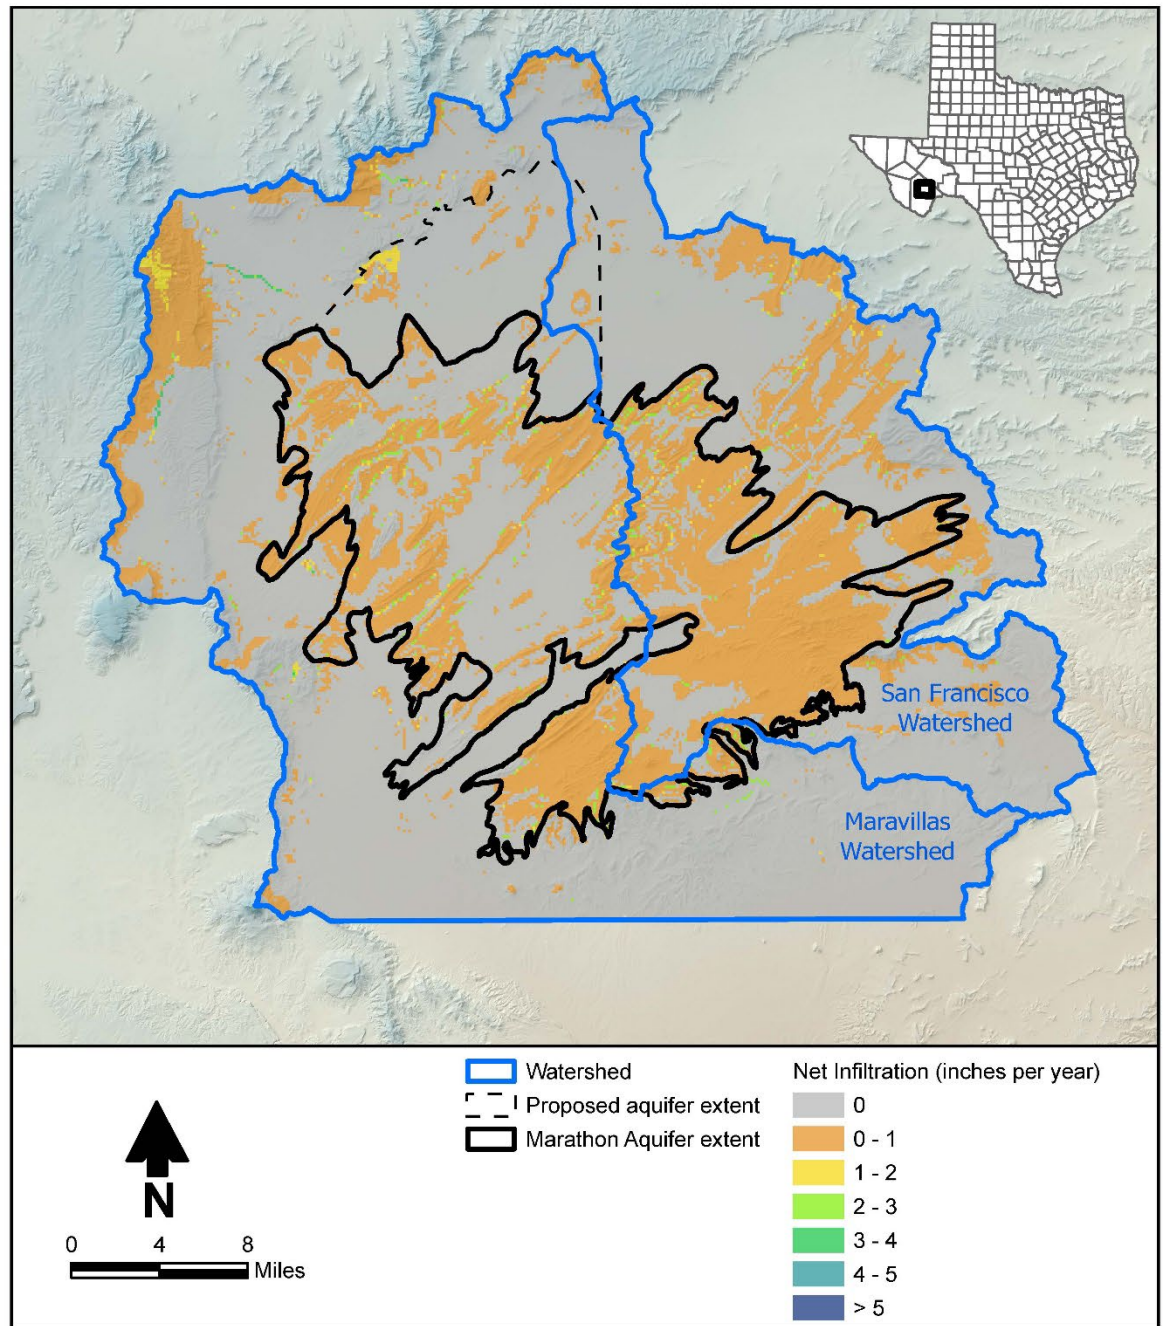 San Francisco
Watershed
Maravillas
Watershed
Watershed
Proposed aquifer extent
Marathon Aquifer extent
N
0 4 8
Miles
Net Infiltration (inches per year)
0
0 - 1
1 - 2
2 - 3
3 - 4
4 - 5
> 5